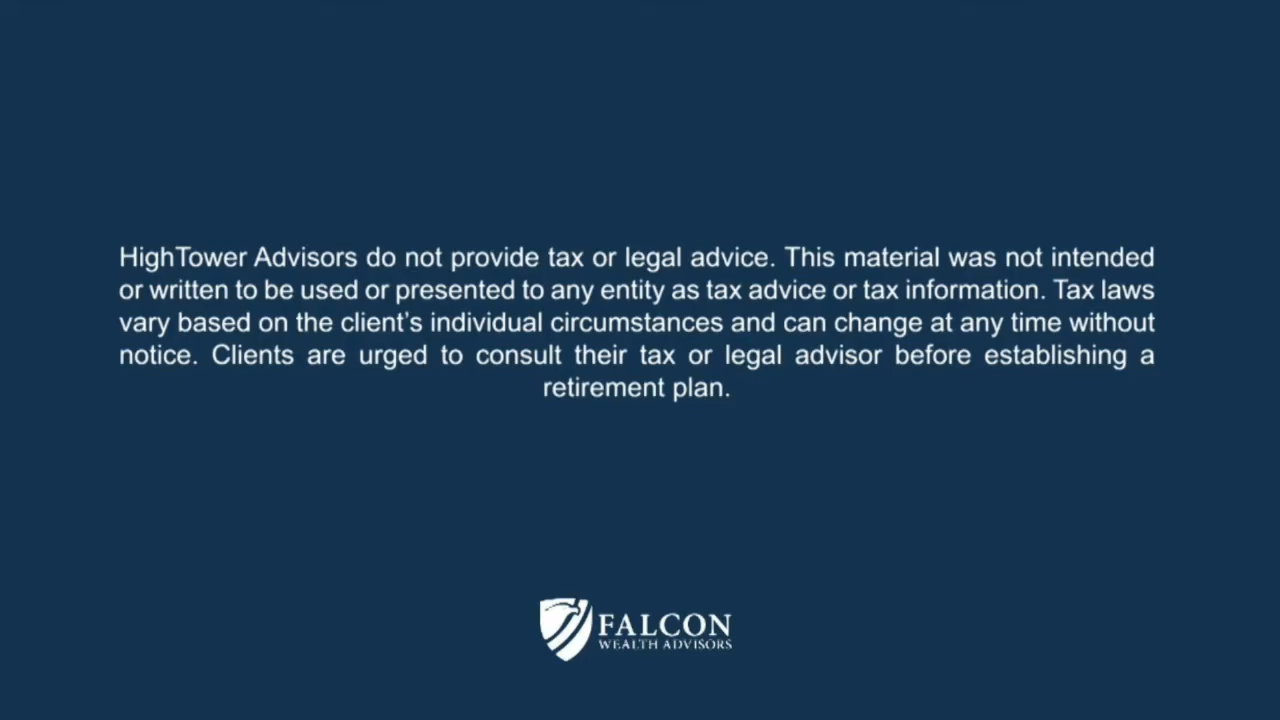 HighTower Advisors do not provide tax or legal advice. This material was not intended
or written to be used or presented to any entity as tax advice or tax information. Tax laws
vary based on the client’s individual circumstances and can change at any time without
notice. Clients are urged to consult their tax or legal advisor before establishing a
retirement plan.
FALCON
WEALTH ADVISORS